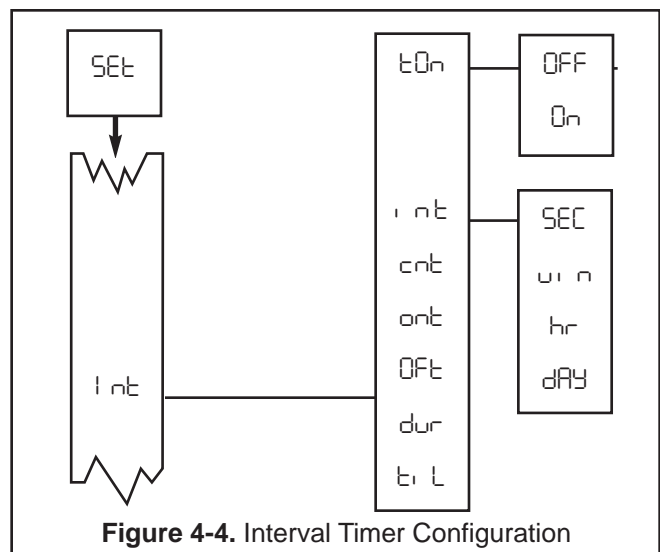 SEt
Int
tOn
int
cnt
ont
OFt
dur
tiL
OFF
On
SEC
uin
hr
dAY
Figure 4-4. Interval Timer Configuration